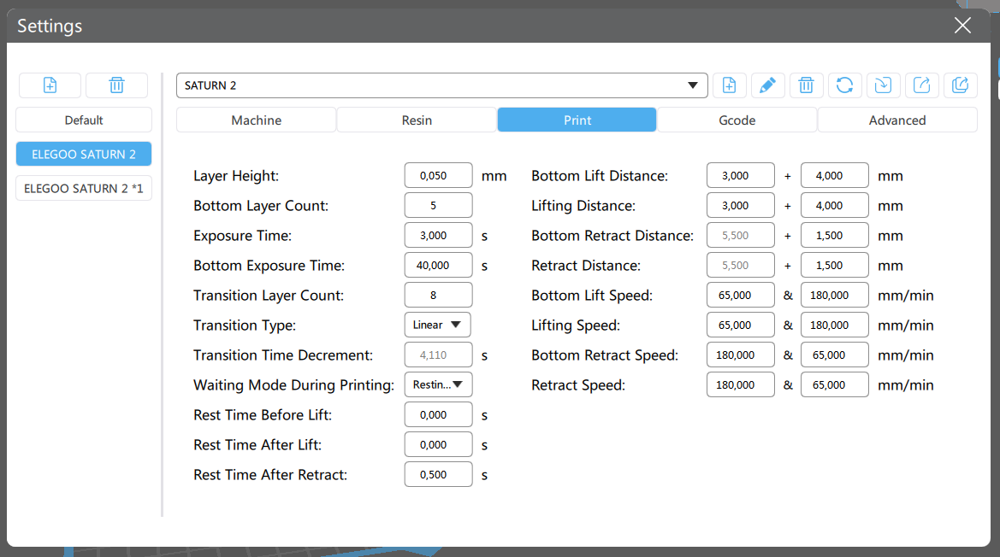 Settings
SATURN 2
Default
Machine Resin Print Gcode Advanced
ELEGOO SATURN 2
ELEGOO SATURN 2 *1
Layer Height: 0,050 mm Bottom Lift Distance: 3,000 + 4,000 mm
Bottom Layer Count: 5 Lifting Distance: 3,000 + 4,000 mm
Exposure Time: 3,000 s Bottom Retract Distance: 5,500 + 1,500 mm
Bottom Exposure Time: 40,000 s Retract Distance: 5,500 + 1,500 mm
Transition Layer Count: 8 Bottom Lift Speed: 65,000 & 180,000 mm/min
Transition Type: Linear Lifting Speed: 65,000 & 180,000 mm/min
Transition Time Decrement: 4,110 s Bottom Retract Speed: 180,000 & 65,000 mm/min
Waiting Mode During Printing: Restin... Retract Speed: 180,000 & 65,000 mm/min
Rest Time Before Lift: 0,000 s
Rest Time After Lift: 0,000 s
Rest Time After Retract: 0,500 s